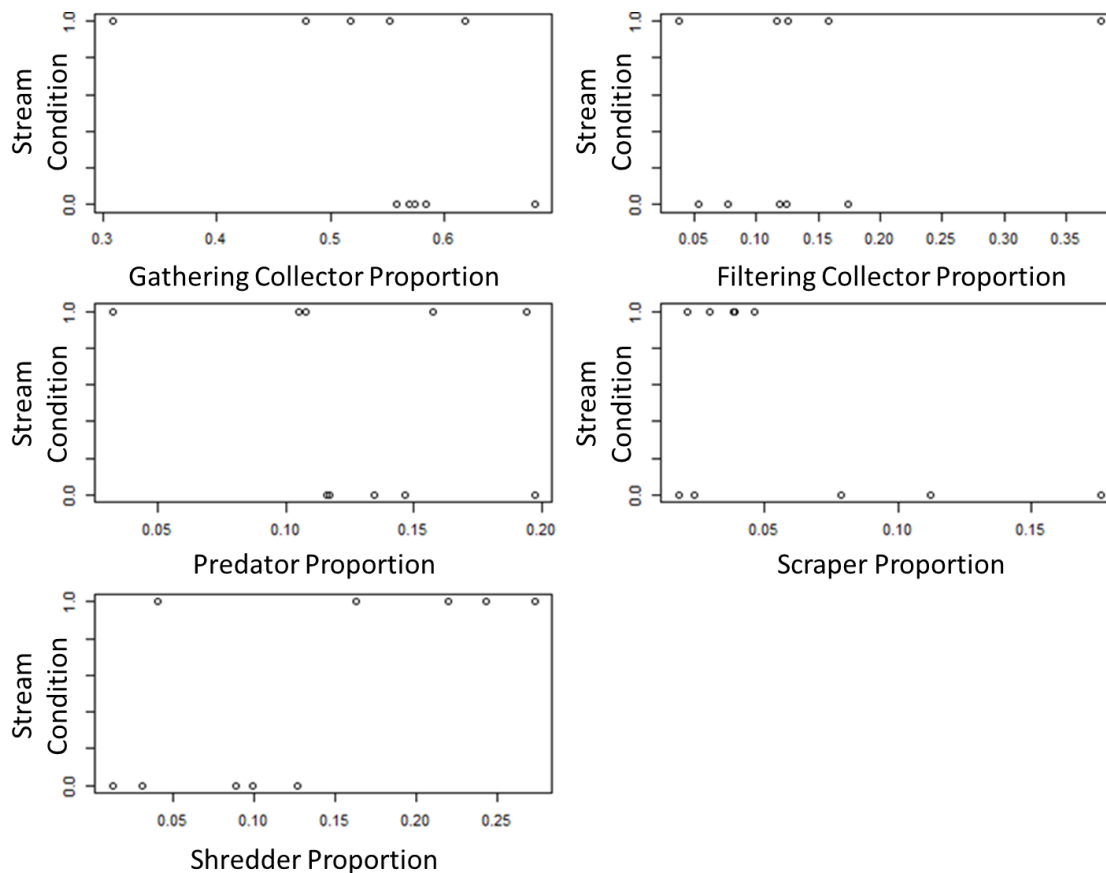 Stream
Condition
1.0
0.0
0.3 0.4 0.5 0.6
Gathering Collector Proportion
Stream
Condition
1.0
0.0
0.05 0.10 0.15 0.20 0.25 0.30 0.35
Filtering Collector Proportion
Stream
Condition
1.0
0.0
0.05 0.10 0.15 0.20
Predator Proportion
Stream
Condition
1.0
0.0
0.05 0.10 0.15
Scraper Proportion
Stream
Condition
1.0
0.0
0.05 0.10 0.15 0.20 0.25
Shredder Proportion